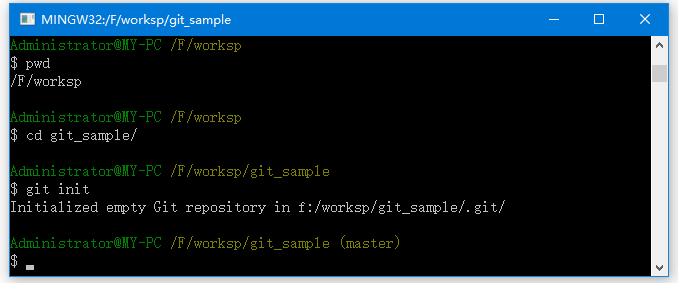 MINGW32:/F/worksp/git_sample
Administrator@MY-PC /F/worksp
$ pwd
/F/worksp
Administrator@MY-PC /F/worksp
$ cd git_sample/
Administrator@MY-PC /F/worksp/git_sample
$ git init
Initialized empty Git repository in f:/worksp/git_sample/.git/
Administrator@MY-PC /F/worksp/git_sample (master)
$